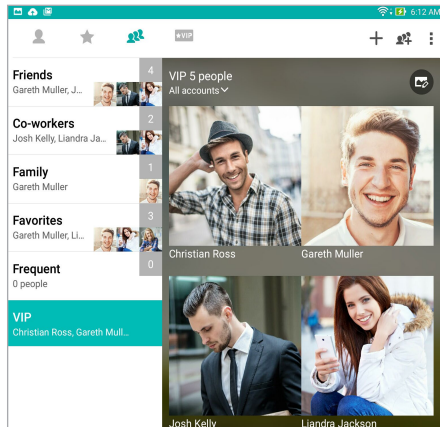 6:12 AM
VIP
Friends
4
Gareth Muller, J...
Co-workers
2
Josh Kelly, Liandra Ja...
Family
1
Gareth Muller
Favorites
3
Gareth Muller, Li...
Frequent
0
0 people
VIP
Christian Ross, Gareth Mull...
VIP 5 people
All accounts
Christian Ross
Gareth Muller
Josh Kelly
Liandra Jackson